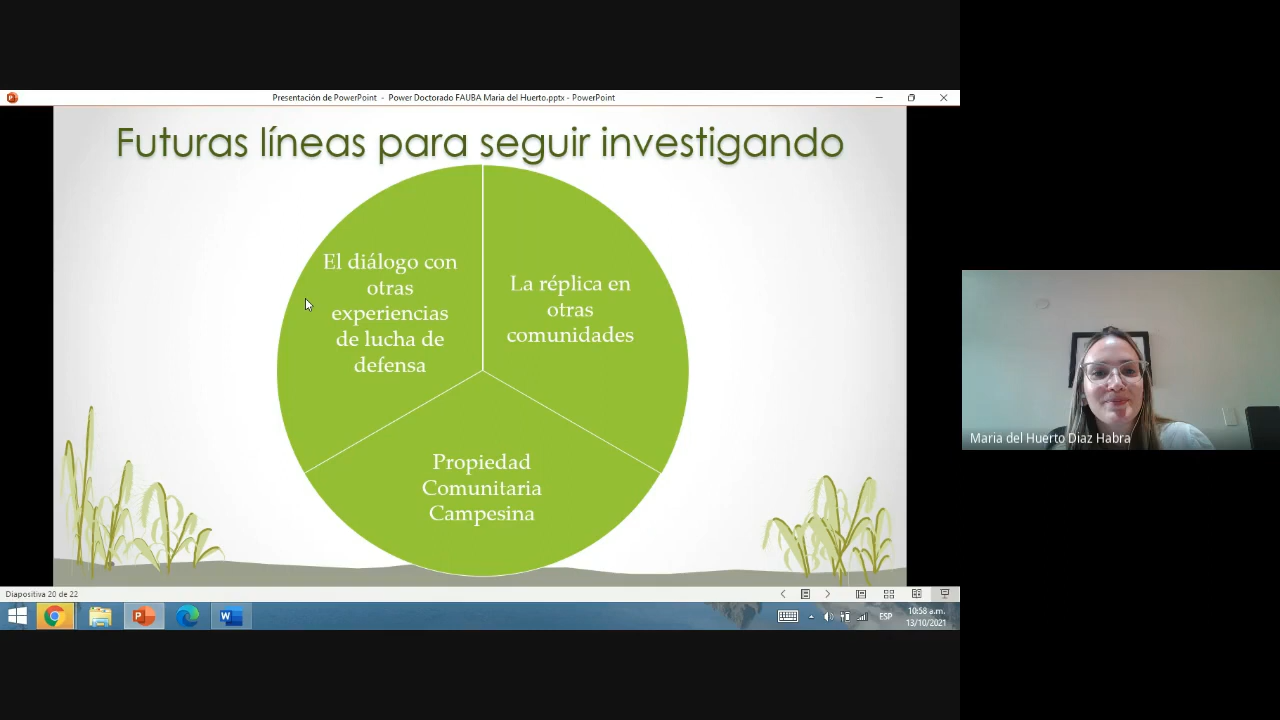 Presentación de PowerPoint - Power Doctorado FAUBA Maria del Huerto.pptx - PowerPoint
Futuras líneas para seguir investigando
El diálogo con
otras
experiencias
de lucha de
defensa
La réplica en
otras
comunidades
Propiedad
Comunitaria
Campesina
Maria del Huerto Diaz Habra
Diapositiva 20 de 22
ESP
10:58 a.m.
13/10/2021